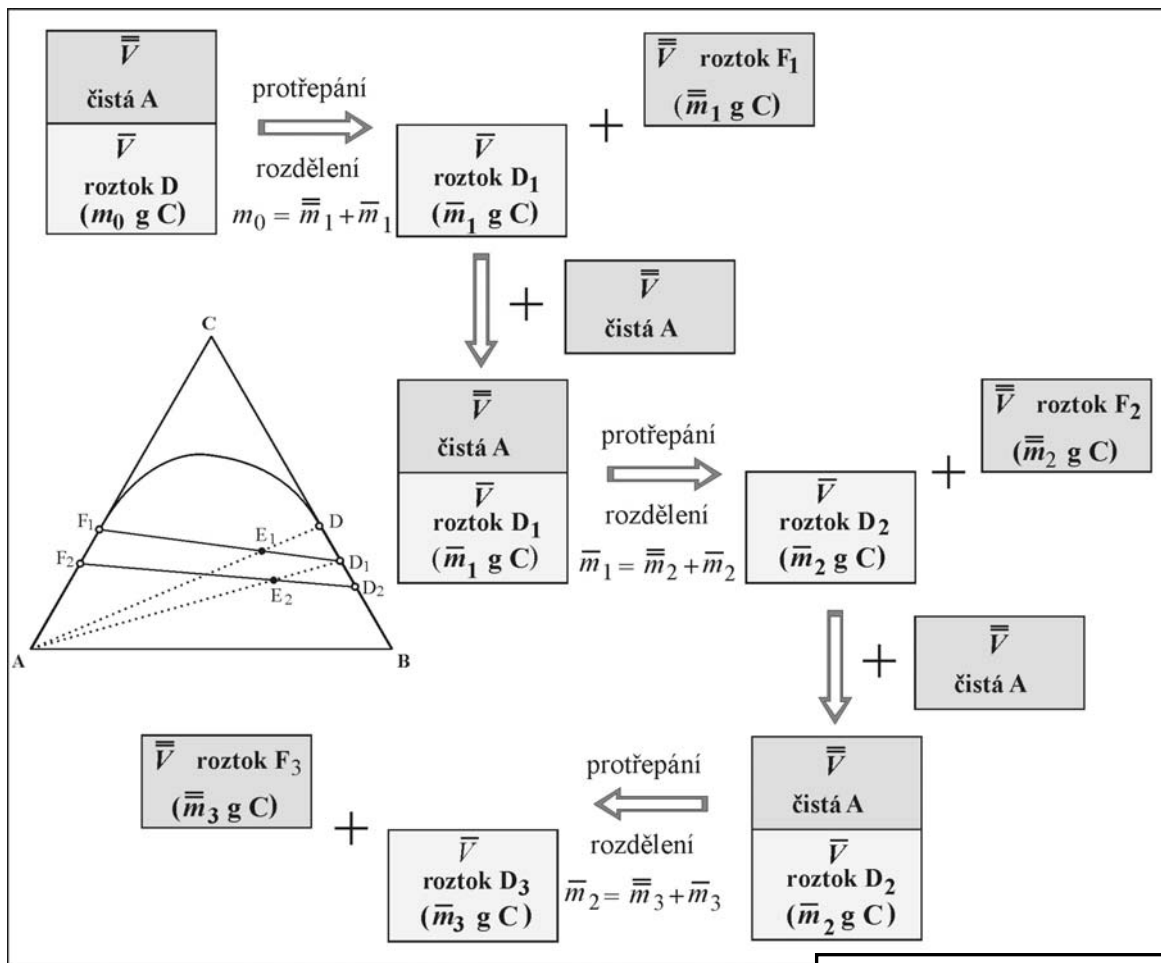 V̿
čistá A
V̅
roztok D
(m₀ g C)
protřepání
rozdělení
m₀ = m̿₁ + m̅₁
V̅
roztok D₁
(m̅₁ g C)
+
V̿ roztok F₁
(m̿₁ g C)
+
V̿
čistá A
V̿
čistá A
V̅
roztok D₁
(m̅₁ g C)
protřepání
rozdělení
m̅₁ = m̿₂ + m̅₂
V̅
roztok D₂
(m̅₂ g C)
+
V̿ roztok F₂
(m̿₂ g C)
C
F₁
E₁
D
F₂
D₁
E₂
D₂
A
B
+
V̿
čistá A
V̿
čistá A
V̅
roztok D₂
(m̅₂ g C)
protřepání
rozdělení
m̅₂ = m̿₃ + m̅₃
V̅
roztok D₃
(m̅₃ g C)
+
V̿ roztok F₃
(m̿₃ g C)